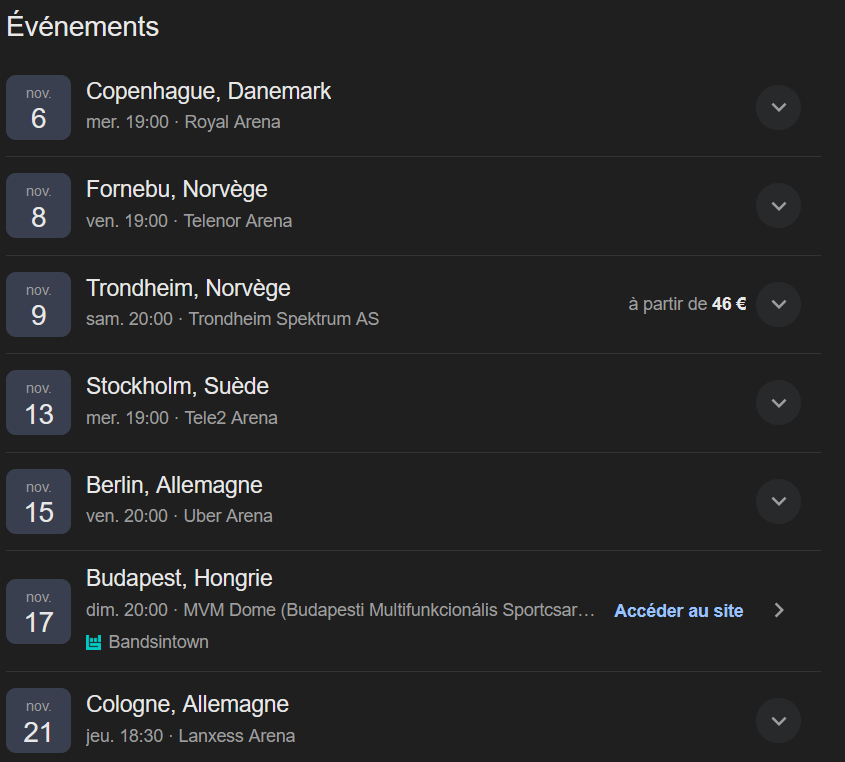 Événements
nov.
6
Copenhague, Danemark
mer. 19:00 · Royal Arena
nov.
8
Fornebu, Norvège
ven. 19:00 · Telenor Arena
nov.
9
Trondheim, Norvège
sam. 20:00 · Trondheim Spektrum AS
à partir de 46 €
nov.
13
Stockholm, Suède
mer. 19:00 · Tele2 Arena
nov.
15
Berlin, Allemagne
ven. 20:00 · Uber Arena
nov.
17
Budapest, Hongrie
dim. 20:00 · MVM Dome (Budapesti Multifunkcionális Sportcsar…
Bandsintown
Accéder au site
nov.
21
Cologne, Allemagne
jeu. 18:30 · Lanxess Arena